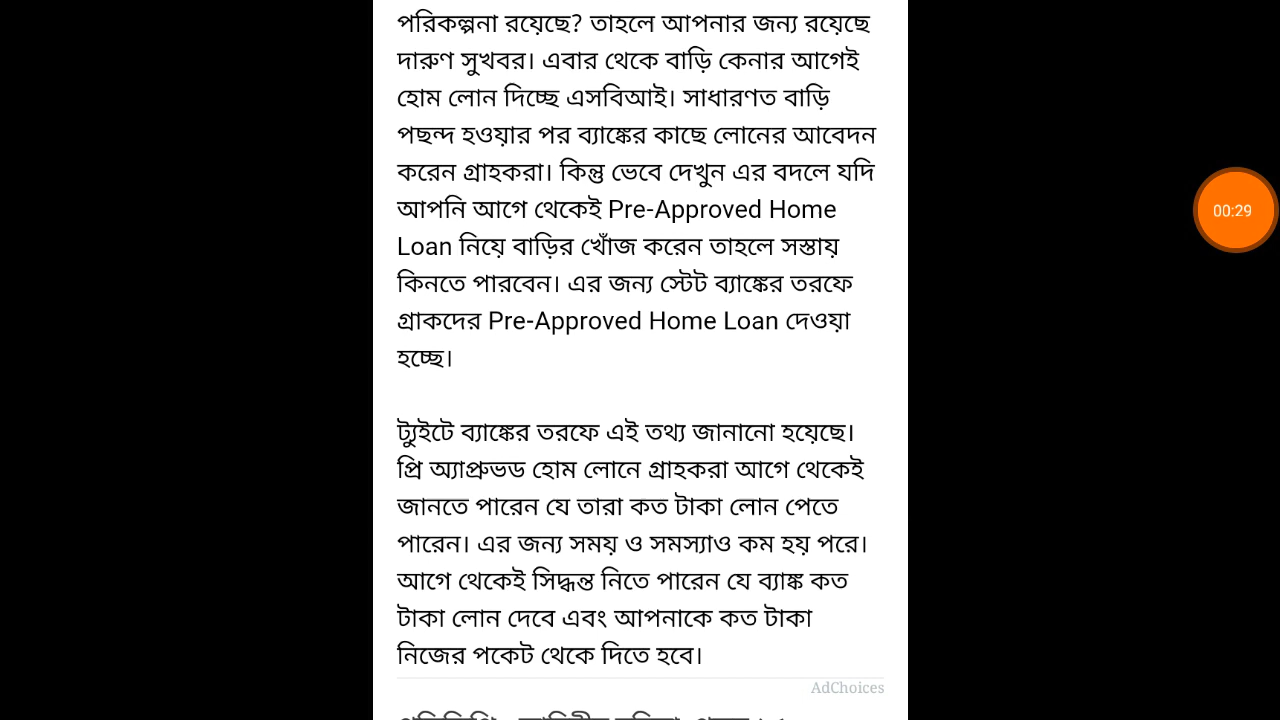 পরিকল্পনা রয়েছে? তাহলে আপনার জন্য রয়েছে
দারুণ সুখবর। এবার থেকে বাড়ি কেনার আগেই
হোম লোন দিচ্ছে এসবিআই। সাধারণত বাড়ি
পছন্দ হওয়ার পর ব্যাঙ্কের কাছে লোনের আবেদন
করেন গ্রাহকরা। কিন্তু ভেবে দেখুন এর বদলে যদি
আপনি আগে থেকেই Pre-Approved Home
Loan নিয়ে বাড়ির খোঁজ করেন তাহলে সস্তায়
কিনতে পারবেন। এর জন্য স্টেট ব্যাঙ্কের তরফে
গ্রাকদের Pre-Approved Home Loan দেওয়া
হচ্ছে।
ট্যুইটে ব্যাঙ্কের তরফে এই তথ্য জানানো হয়েছে।
প্রি অ্যাপ্রুভড হোম লোনে গ্রাহকরা আগে থেকেই
জানতে পারেন যে তারা কত টাকা লোন পেতে
পারেন। এর জন্য সময় ও সমস্যাও কম হয় পরে।
আগে থেকেই সিদ্ধন্ত নিতে পারেন যে ব্যাঙ্ক কত
টাকা লোন দেবে এবং আপনাকে কত টাকা
নিজের পকেট থেকে দিতে হবে।
AdChoices
00:29